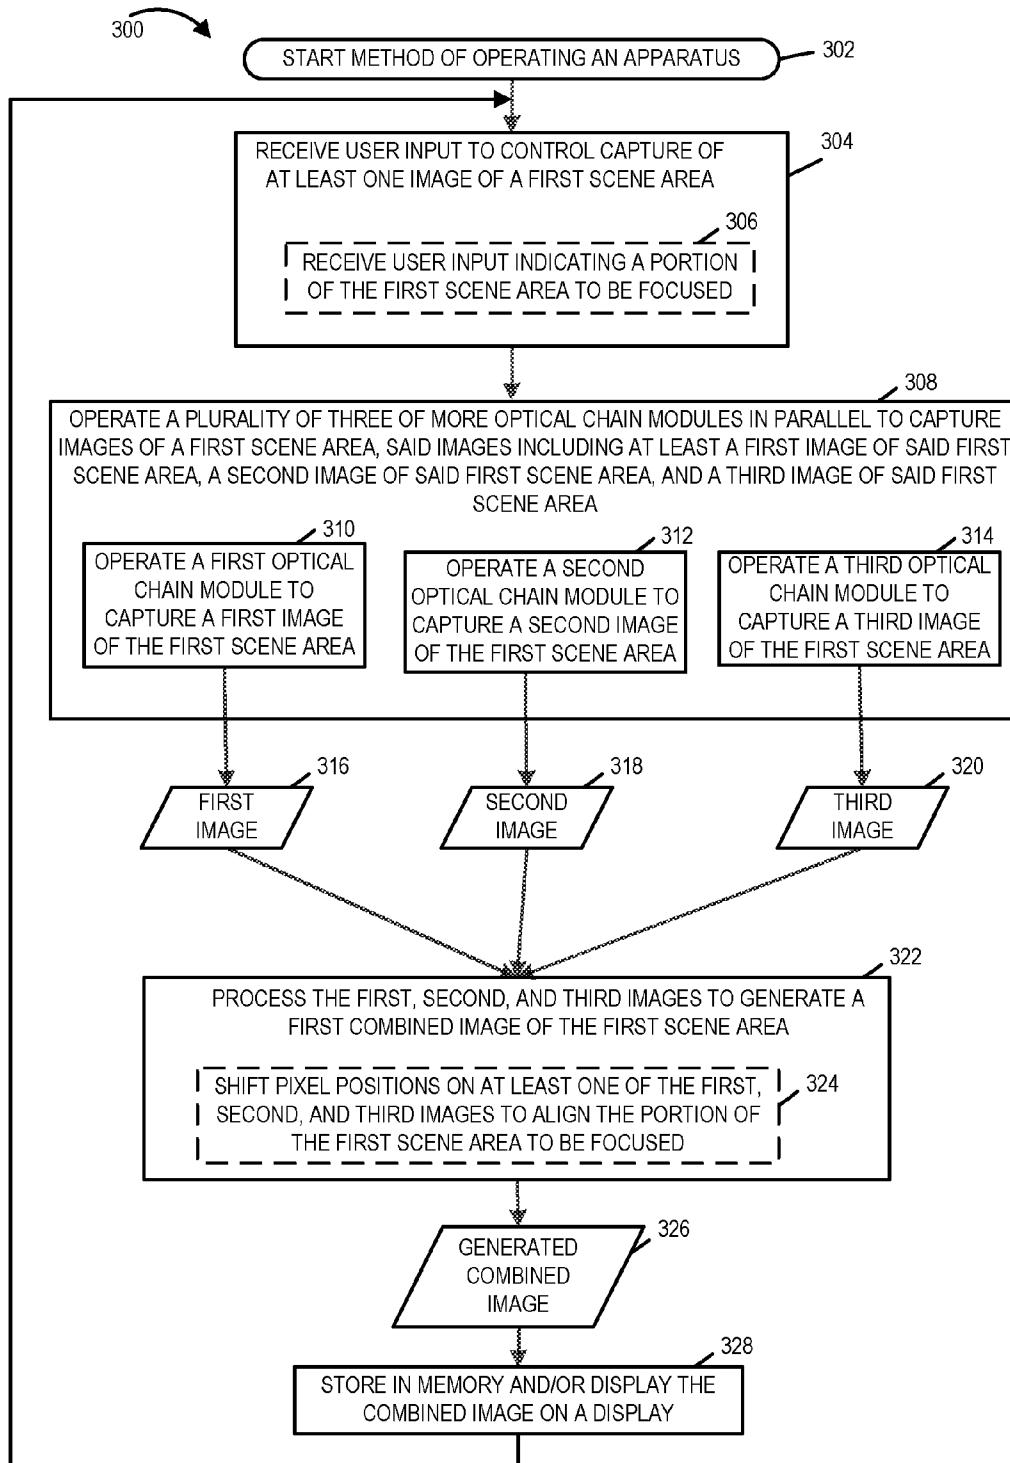 300
START METHOD OF OPERATING AN APPARATUS
302
304
RECEIVE USER INPUT TO CONTROL CAPTURE OF
AT LEAST ONE IMAGE OF A FIRST SCENE AREA
306
RECEIVE USER INPUT INDICATING A PORTION
OF THE FIRST SCENE AREA TO BE FOCUSED
308
OPERATE A PLURALITY OF THREE OF MORE OPTICAL CHAIN MODULES IN PARALLEL TO CAPTURE
IMAGES OF A FIRST SCENE AREA, SAID IMAGES INCLUDING AT LEAST A FIRST IMAGE OF SAID FIRST
SCENE AREA, A SECOND IMAGE OF SAID FIRST SCENE AREA, AND A THIRD IMAGE OF SAID FIRST
SCENE AREA
310
OPERATE A FIRST OPTICAL
CHAIN MODULE TO
CAPTURE A FIRST IMAGE
OF THE FIRST SCENE AREA
312
OPERATE A SECOND
OPTICAL CHAIN MODULE TO
CAPTURE A SECOND IMAGE
OF THE FIRST SCENE AREA
314
OPERATE A THIRD OPTICAL
CHAIN MODULE TO
CAPTURE A THIRD IMAGE
OF THE FIRST SCENE AREA
316
FIRST
IMAGE
318
SECOND
IMAGE
320
THIRD
IMAGE
322
PROCESS THE FIRST, SECOND, AND THIRD IMAGES TO GENERATE A
FIRST COMBINED IMAGE OF THE FIRST SCENE AREA
324
SHIFT PIXEL POSITIONS ON AT LEAST ONE OF THE FIRST,
SECOND, AND THIRD IMAGES TO ALIGN THE PORTION OF
THE FIRST SCENE AREA TO BE FOCUSED
326
GENERATED
COMBINED
IMAGE
328
STORE IN MEMORY AND/OR DISPLAY THE
COMBINED IMAGE ON A DISPLAY